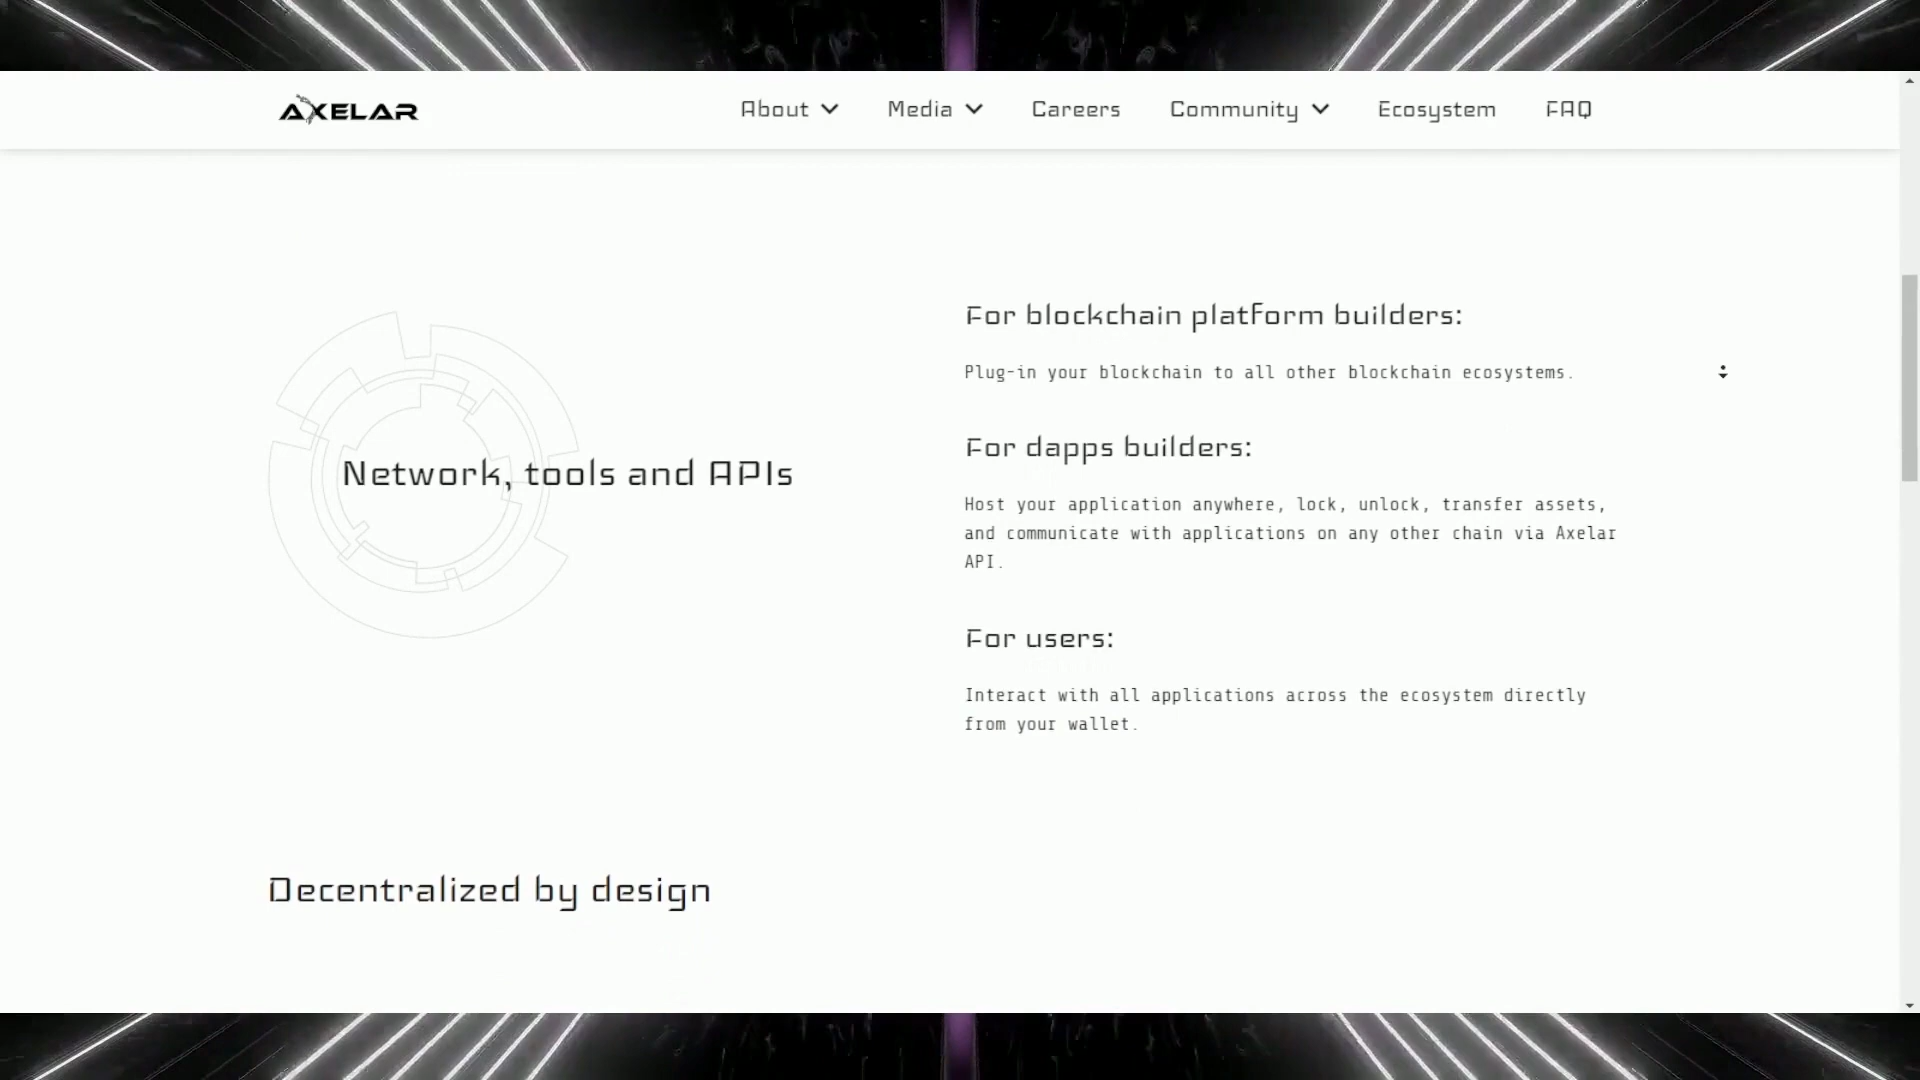 AXELAR
About
Media
Careers
Community
Ecosystem
FAQ
Network, tools and APIs
For blockchain platform builders:
Plug-in your blockchain to all other blockchain ecosystems.
For dapps builders:
Host your application anywhere, lock, unlock, transfer assets,
and communicate with applications on any other chain via Axelar
API.
For users:
Interact with all applications across the ecosystem directly
from your wallet.
Decentralized by design